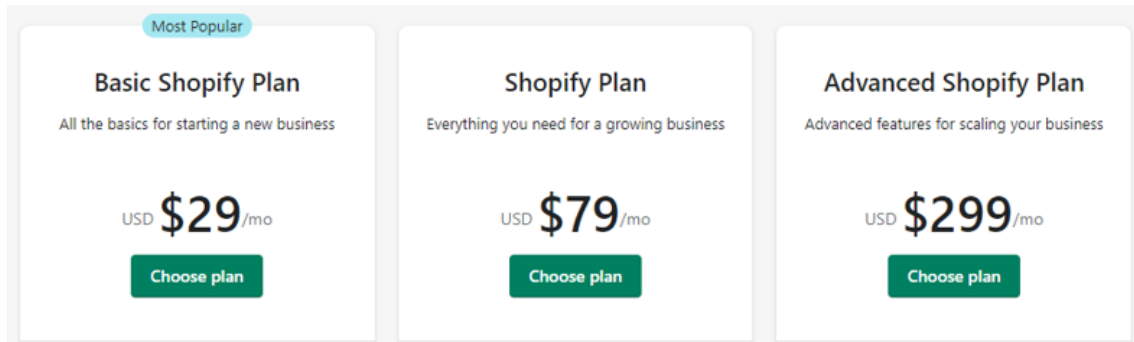 Most Popular
Basic Shopify Plan
All the basics for starting a new business
USD $29/mo
Choose plan
Shopify Plan
Everything you need for a growing business
USD $79/mo
Choose plan
Advanced Shopify Plan
Advanced features for scaling your business
USD $299/mo
Choose plan